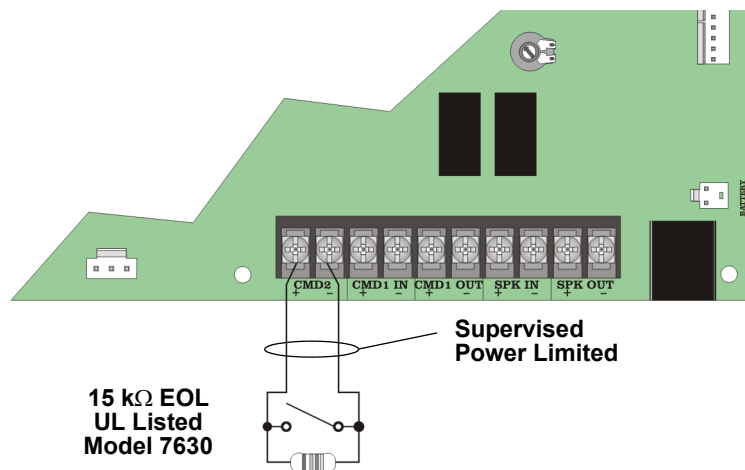 BATTERY
CMD2 CMD1 IN CMD1 OUT SPK IN SPK OUT
+ - + - + - + - + -
Supervised
Power Limited
15 kΩ EOL
UL Listed
Model 7630